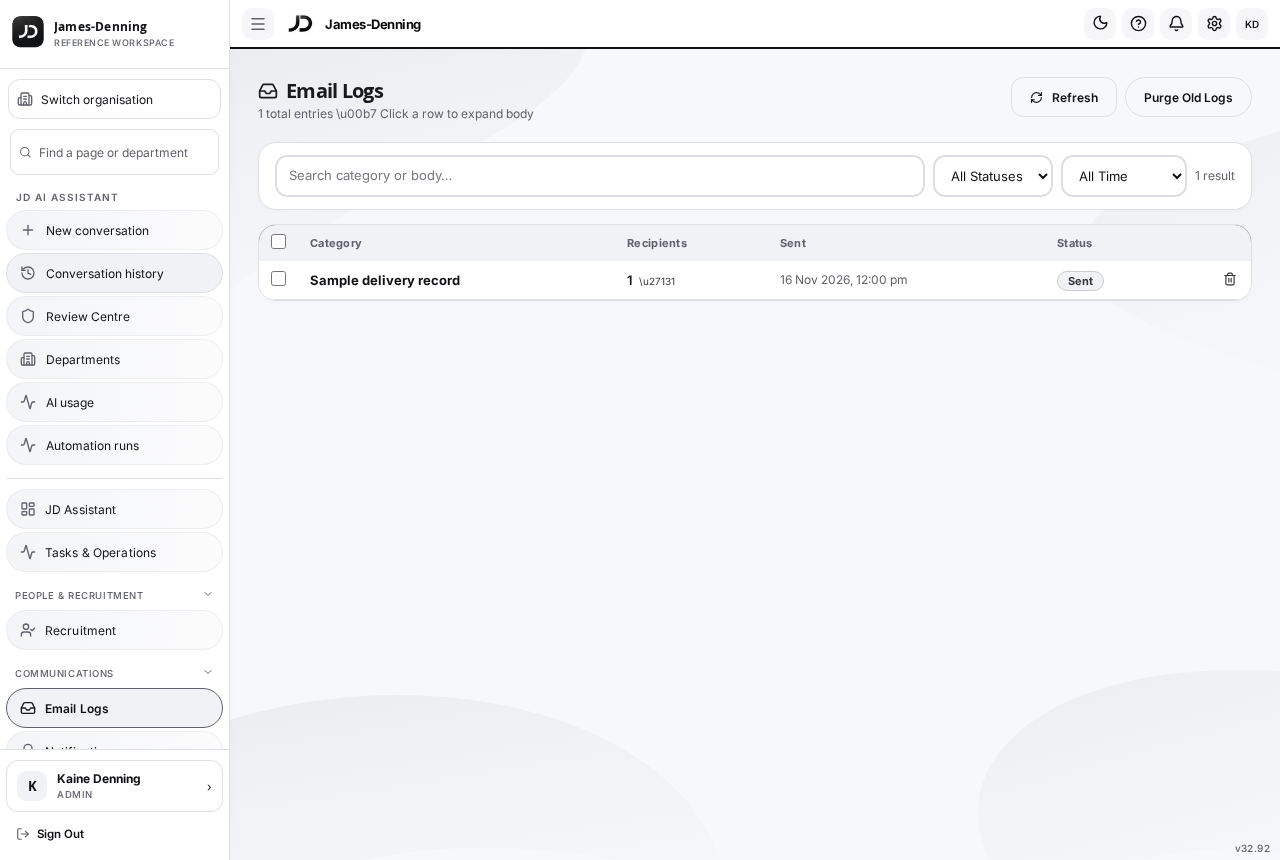 James-Denning
REFERENCE WORKSPACE
Switch organisation
Find a page or department
JD AI ASSISTANT
New conversation
Conversation history
Review Centre
Departments
AI usage
Automation runs
JD Assistant
Tasks & Operations
PEOPLE & RECRUITMENT
Recruitment
COMMUNICATIONS
Email Logs
K
Kaine Denning
ADMIN
Sign Out
JD James-Denning
KD
Email Logs
1 total entries \u00b7 Click a row to expand body
Refresh
Purge Old Logs
Search category or body...
All Statuses
All Time
1 result
Category Recipients Sent Status
Sample delivery record 1 \u27131 16 Nov 2026, 12:00 pm Sent
v32.92